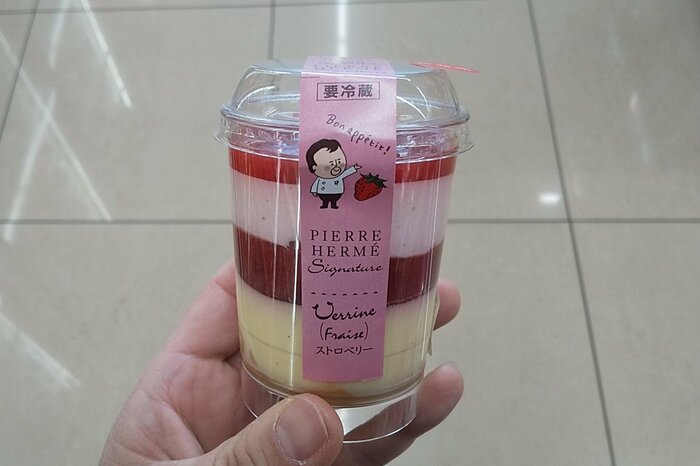 要冷蔵
Bon appétit!
PIERRE
HERMÉ
Signature
Verrine
(Fraise)
ストロベリー